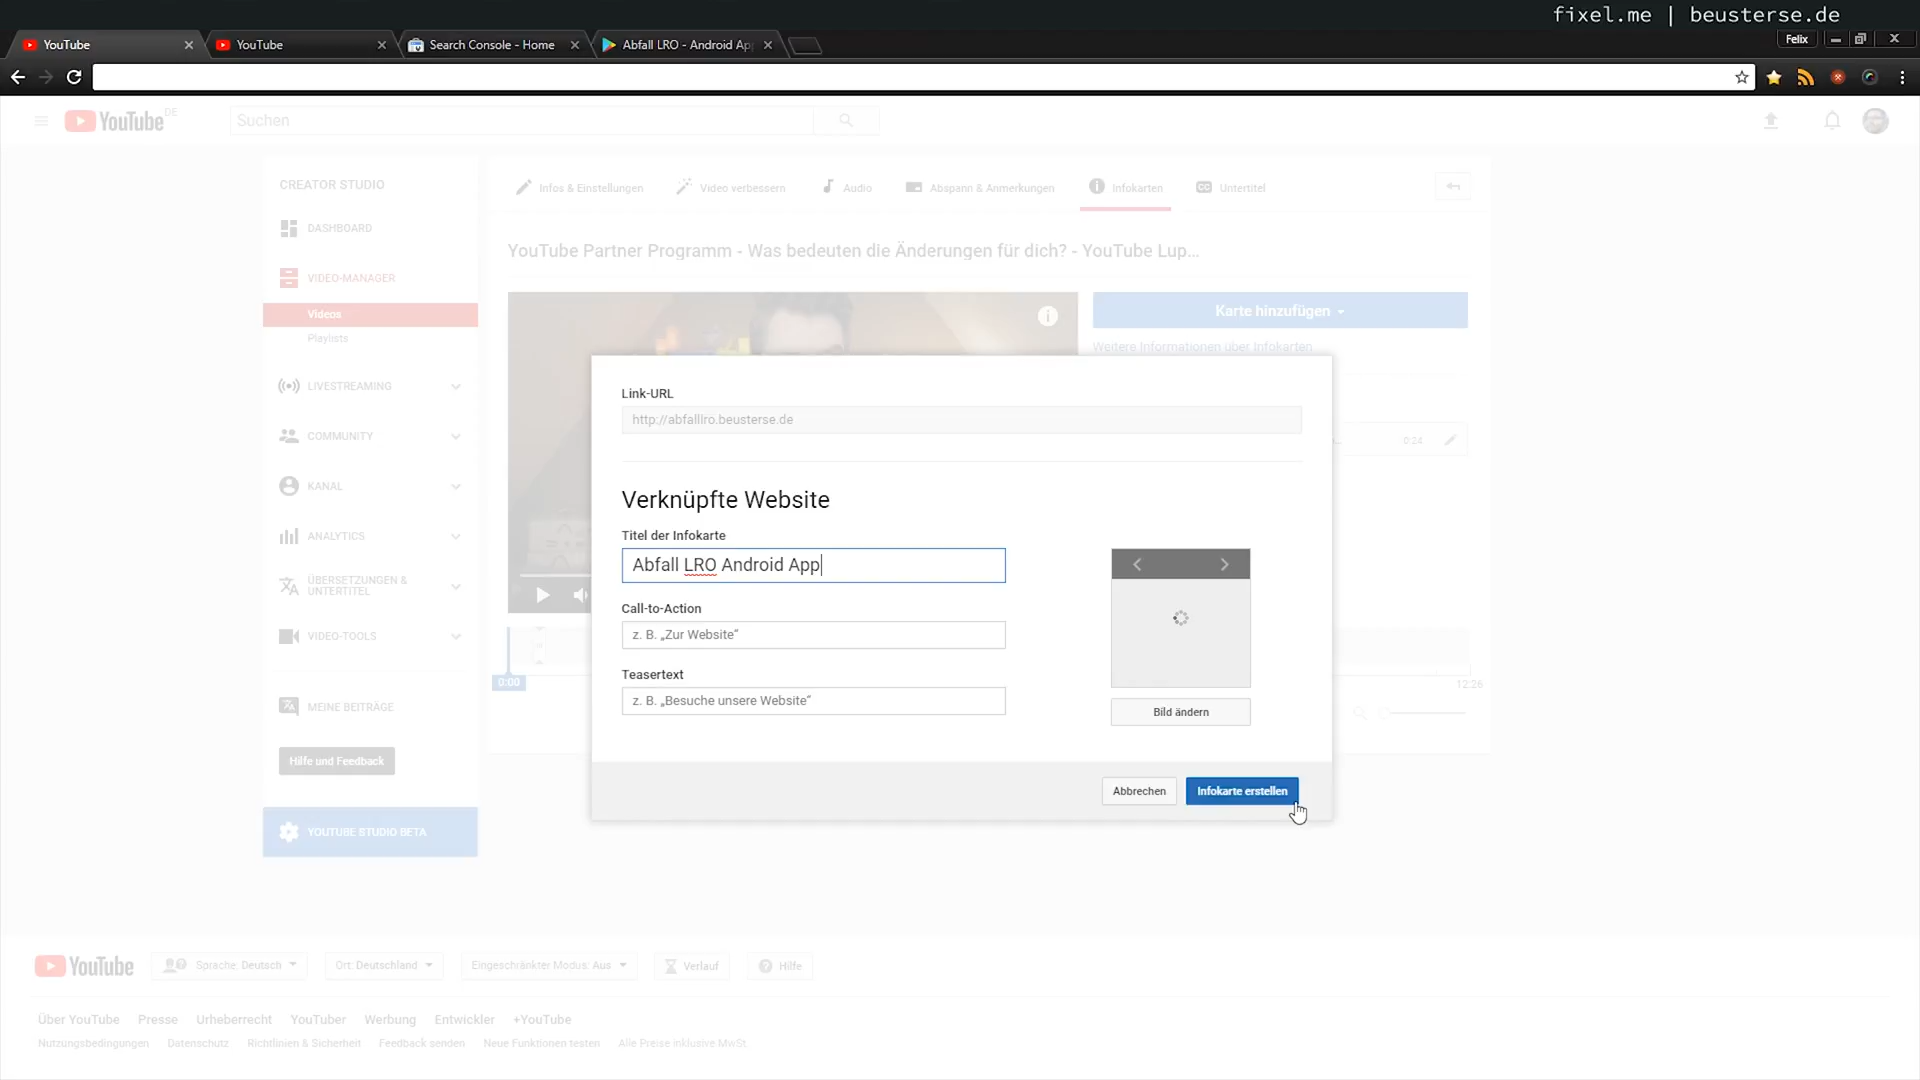 fixel.me | beusterse.de
YouTube
YouTube
Search Console - Home
Abfall LRO - Android Ap
Felix
YouTube DE
Suchen
CREATOR STUDIO
DASHBOARD
VIDEO-MANAGER
Videos
Playlists
LIVESTREAMING
COMMUNITY
KANAL
ANALYTICS
ÜBERSETZUNGEN &
UNTERTITEL
VIDEO-TOOLS
MEINE BEITRÄGE
Hilfe und Feedback
YOUTUBE STUDIO BETA
Infos & Einstellungen
Video verbessern
Audio
Abspann & Anmerkungen
Infokarten
CC Untertitel
YouTube Partner Programm - Was bedeuten die Änderungen für dich? - YouTube Lup...
Karte hinzufügen
Weitere Informationen über Infokarten
0:24
0:00
12:26
Link-URL
http://abfalllro.beusterse.de
Verknüpfte Website
Titel der Infokarte
Abfall LRO Android App
Call-to-Action
z. B. „Zur Website“
Teasertext
z. B. „Besuche unsere Website“
Bild ändern
Abbrechen
Infokarte erstellen
YouTube
Sprache: Deutsch
Ort: Deutschland
Eingeschränkter Modus: Aus
Verlauf
Hilfe
Über YouTube Presse Urheberrecht YouTuber Werbung Entwickler +YouTube
Nutzungsbedingungen Datenschutz Richtlinien & Sicherheit Feedback senden Neue Funktionen testen Alle Preise inklusive MwSt.